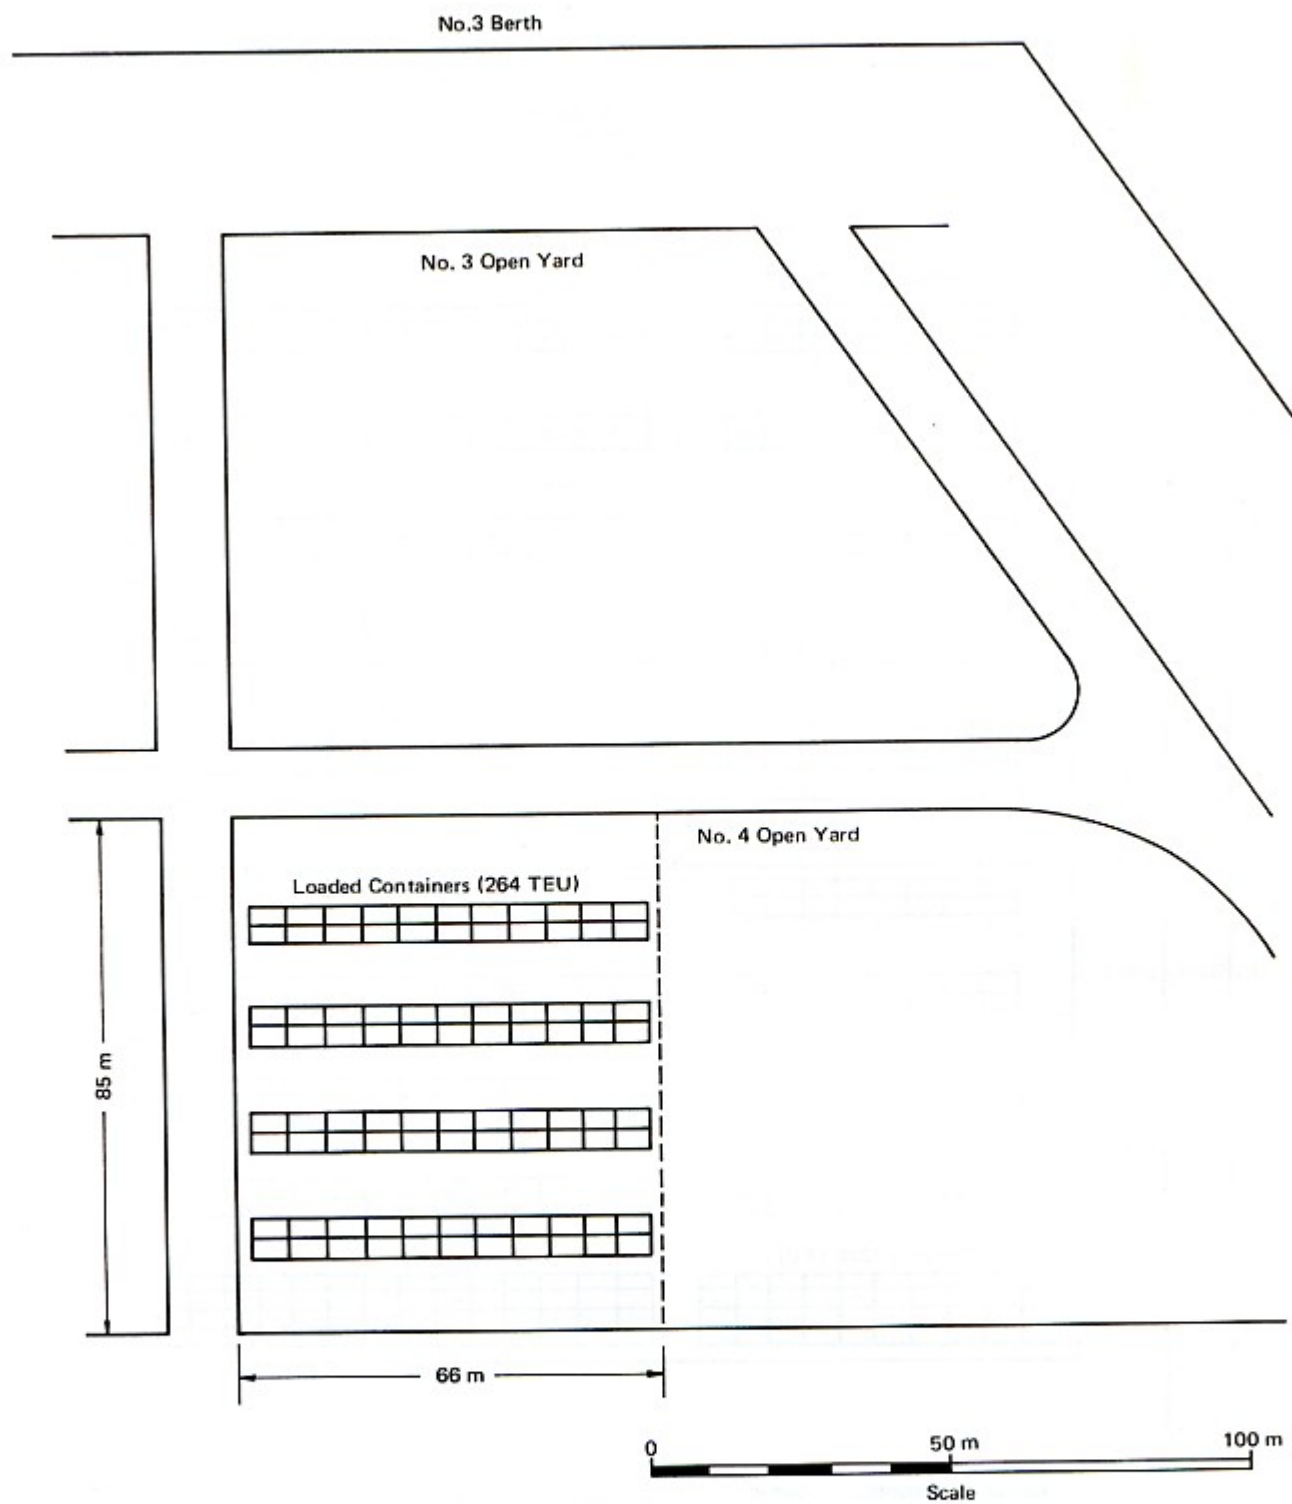 No.3 Berth
No. 3 Open Yard
No. 4 Open Yard
Loaded Containers (264 TEU)
85 m
66 m
0 50 m 100 m
Scale